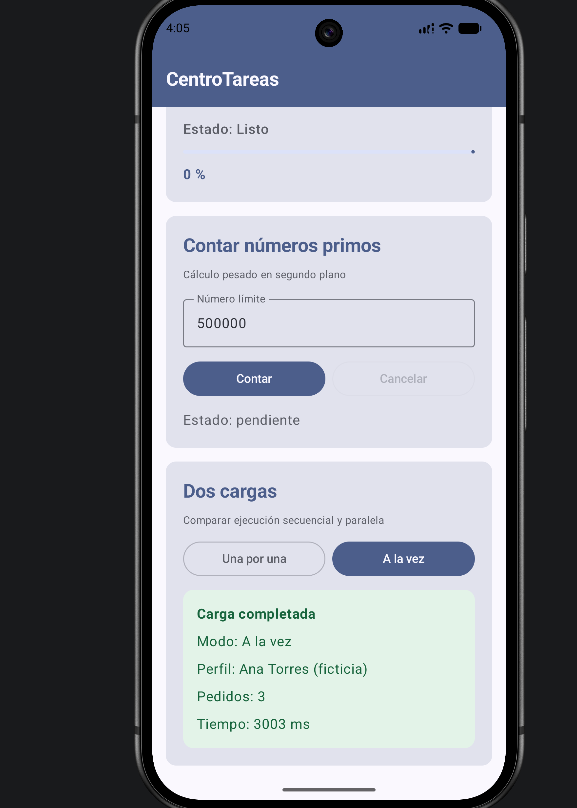 4:05
CentroTareas
Estado: Listo
0 %
Contar números primos
Cálculo pesado en segundo plano
Número límite
500000
Contar Cancelar
Estado: pendiente
Dos cargas
Comparar ejecución secuencial y paralela
Una por una A la vez
Carga completada
Modo: A la vez
Perfil: Ana Torres (ficticia)
Pedidos: 3
Tiempo: 3003 ms